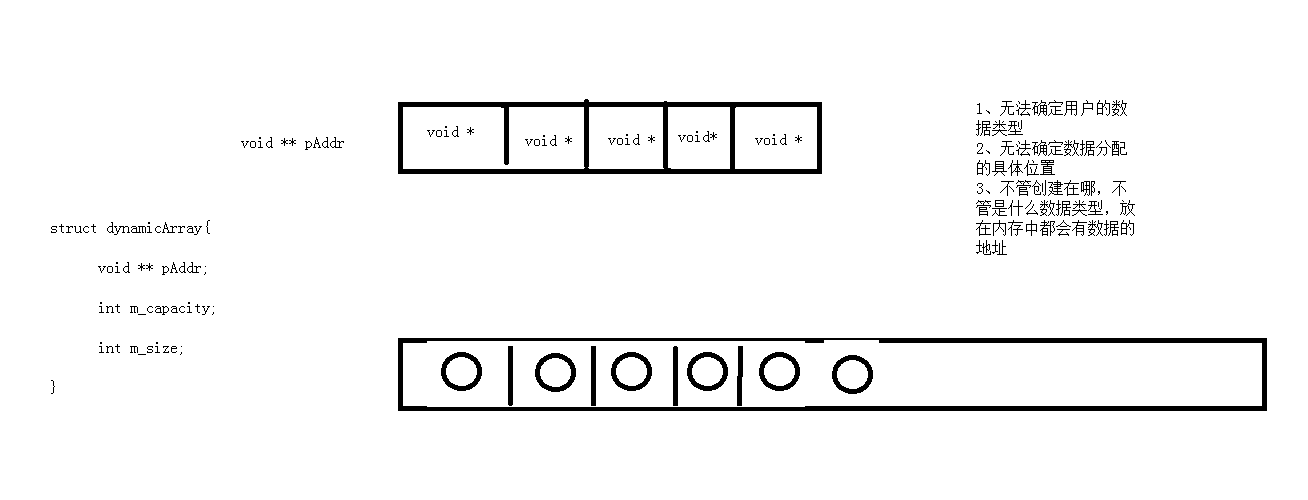 void ** pAddr
void *
void *
void *
void*
void *
1、无法确定用户的数
据类型
2、无法确定数据分配
的具体位置
3、不管创建在哪，不
管是什么数据类型，放
在内存中都会有数据的
地址
struct dynamicArray{
void ** pAddr;
int m_capacity;
int m_size;
}